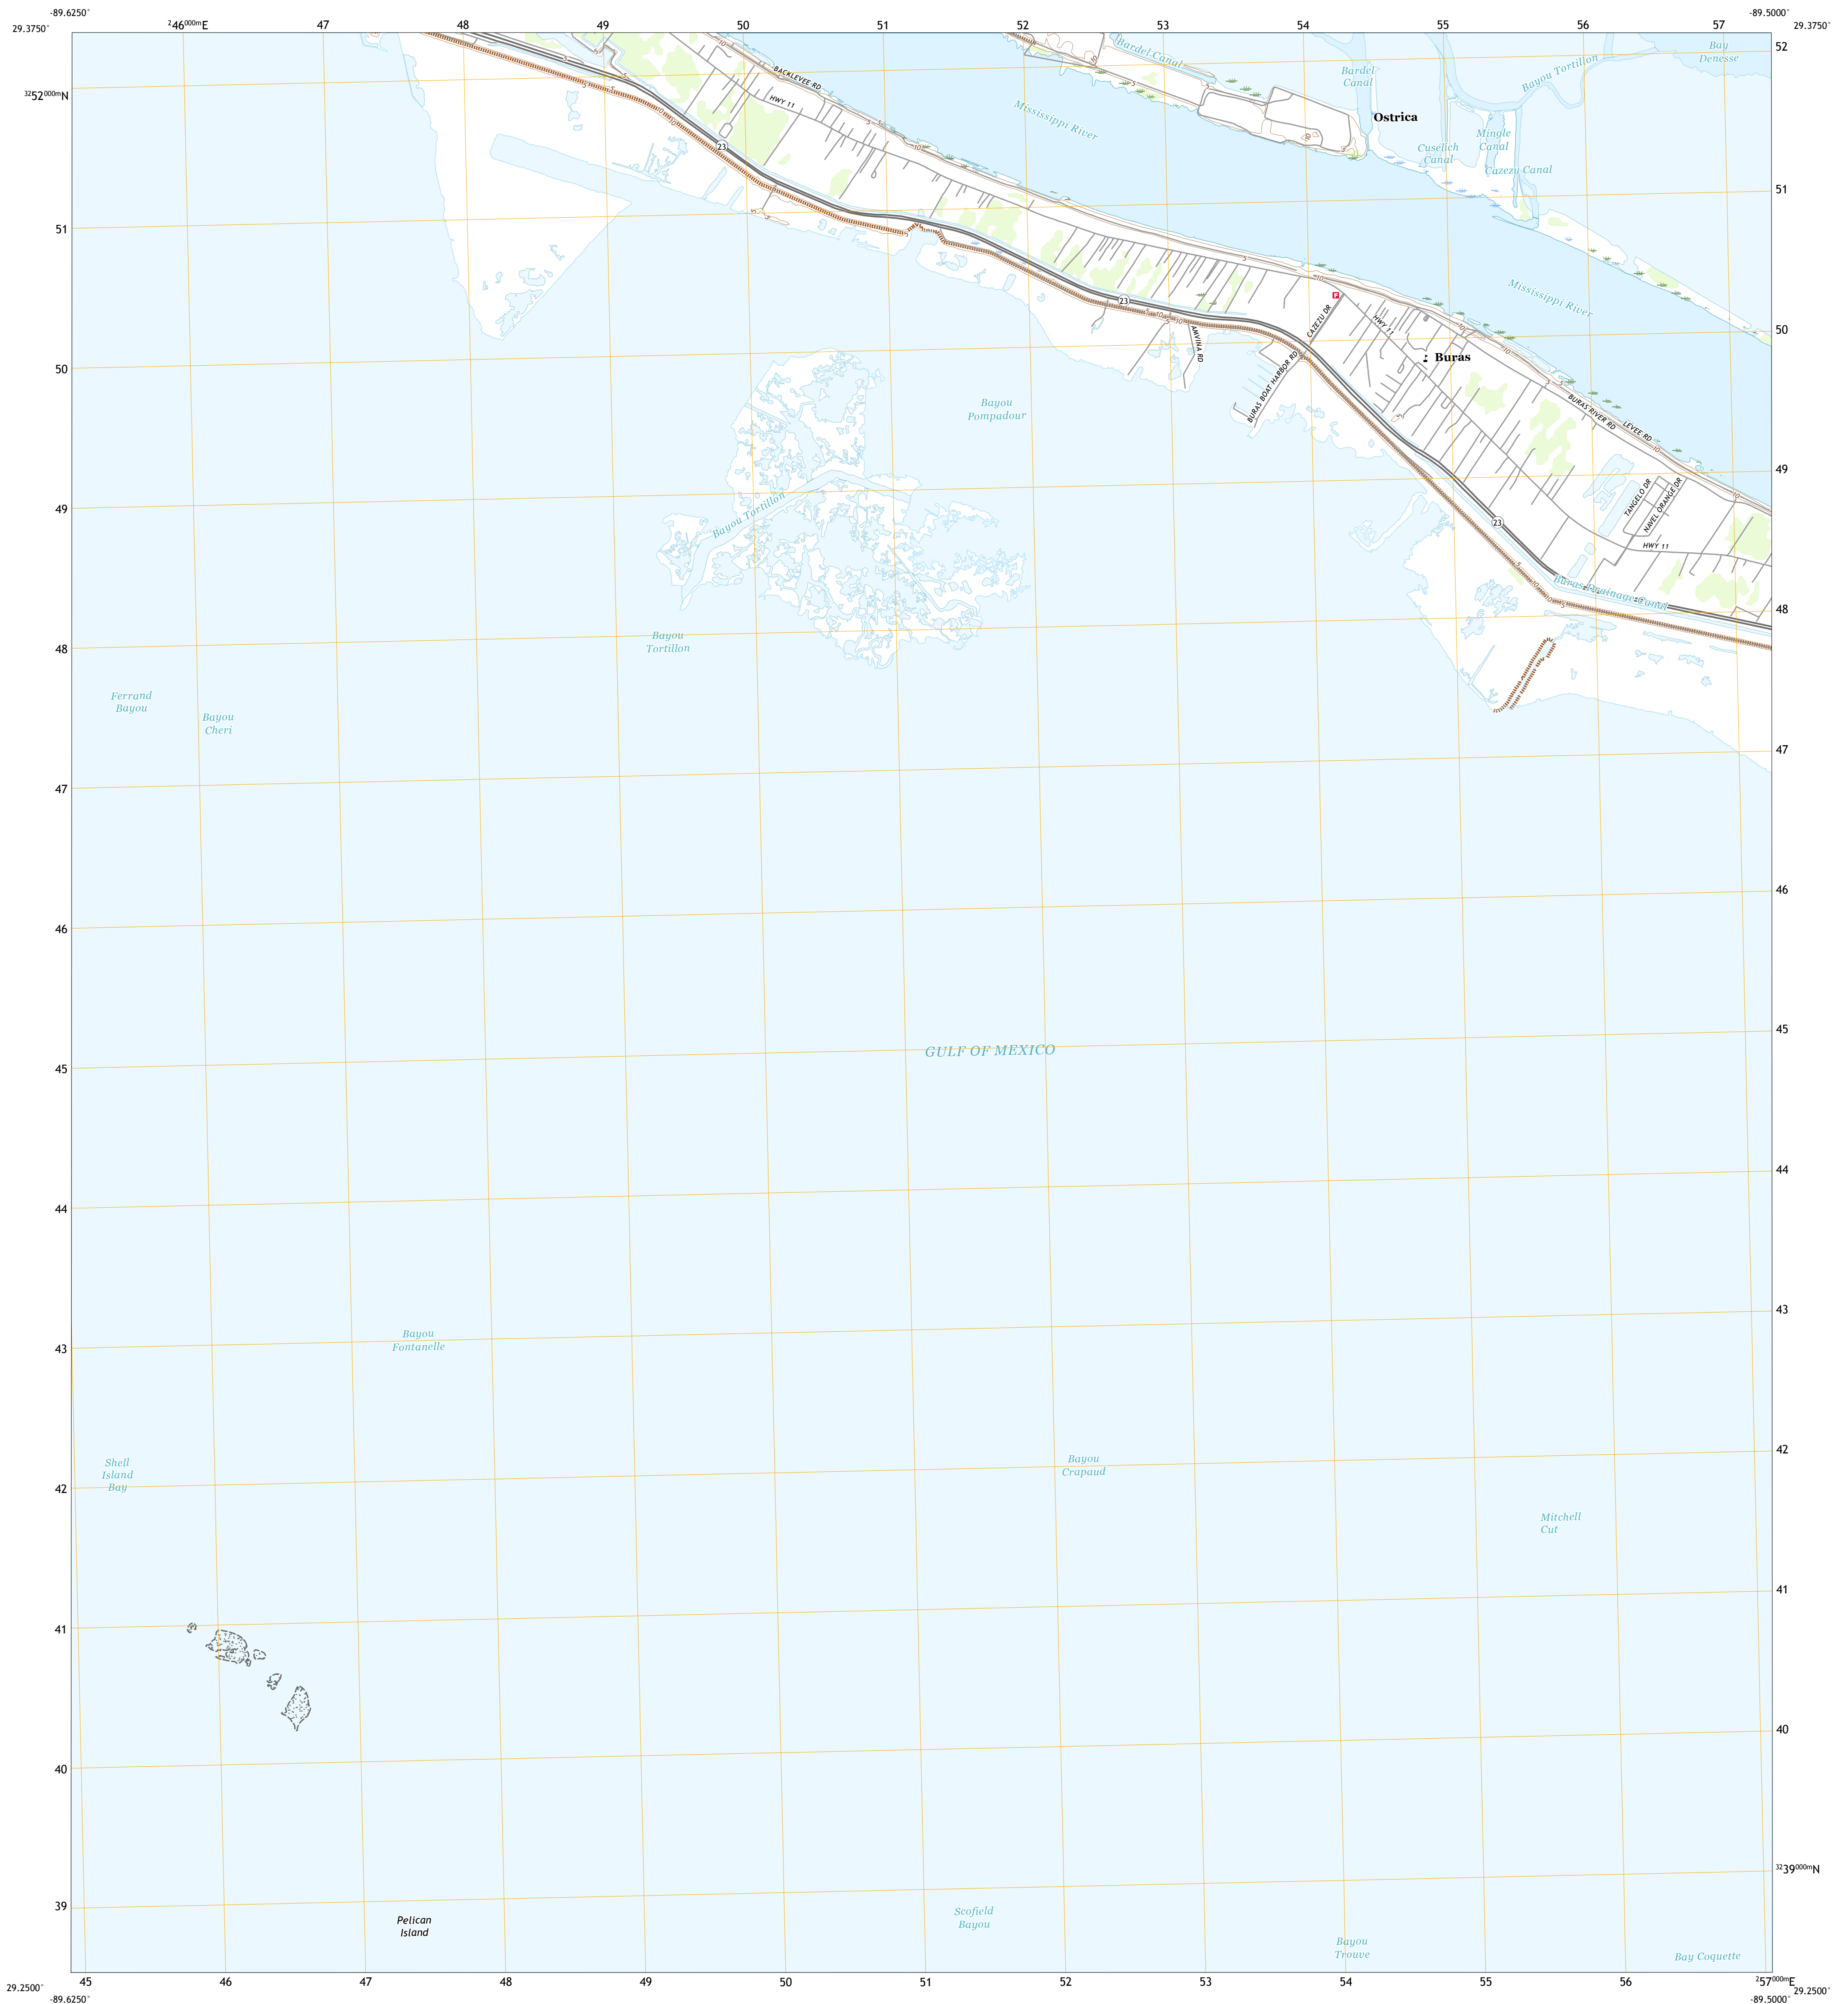 -89.6250°
29.3750°
²46⁰⁰⁰ᵐE
47
48
49
50
51
52
53
54
55
56
57
-89.5000°
29.3750°
52
³²52⁰⁰⁰ᵐN
Bardel Canal
Bay
Denesse
Bayou Tortillon
Bardel
Canal
BACKLEVEE RD
HWY 11
Mississippi River
Ostrica
Mingle
Canal
Cuselich
Canal
Cazezu Canal
23
51
51
Mississippi River
23
CAZEZU DR
F
HWY 11
AMVINA RD
50
50
Buras
BURAS BOAT HARBOR RD
BURAS RIVER RD
LEVEE RD
Bayou
Pompadour
49
49
TANGELO DR
NAVEL ORANGE DR
Bayou Tortillon
23
HWY 11
Buras Drainage Canal
48
48
Bayou
Tortillon
Ferrand
Bayou
Bayou
Cheri
47
47
46
46
45
45
GULF OF MEXICO
44
44
43
43
Bayou
Fontanelle
42
42
Shell
Island
Bay
Bayou
Crapaud
Mitchell
Cut
41
41
40
40
³²39⁰⁰⁰ᵐN
39
Pelican
Island
Scofield
Bayou
Bayou
Trouve
Bay Coquette
29.2500°
-89.6250°
45
46
47
48
49
50
51
52
53
54
55
56
²57⁰⁰⁰ᵐE
29.2500°
-89.5000°